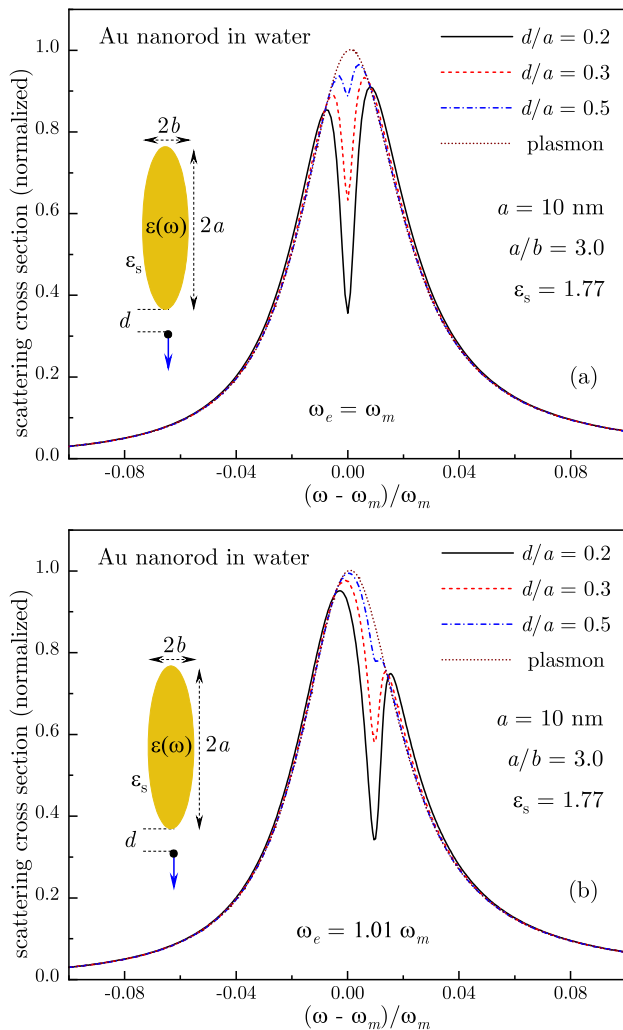 Au nanorod in water
d/a = 0.2
d/a = 0.3
d/a = 0.5
plasmon
a = 10 nm
a/b = 3.0
εs = 1.77
2b
ε(ω)
2a
εs
d
(a)
ωe = ωm
scattering cross section (normalized)
1.0
0.8
0.6
0.4
0.2
0.0
-0.08 -0.04 0.00 0.04 0.08
(ω - ωm)/ωm
Au nanorod in water
d/a = 0.2
d/a = 0.3
d/a = 0.5
plasmon
a = 10 nm
a/b = 3.0
εs = 1.77
2b
ε(ω)
2a
εs
d
(b)
ωe = 1.01 ωm
scattering cross section (normalized)
1.0
0.8
0.6
0.4
0.2
0.0
-0.08 -0.04 0.00 0.04 0.08
(ω - ωm)/ωm